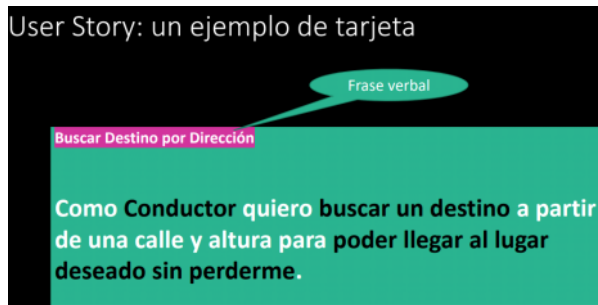 User Story: un ejemplo de tarjeta
Frase verbal
Buscar Destino por Dirección
Como Conductor quiero buscar un destino a partir
de una calle y altura para poder llegar al lugar
deseado sin perderme.